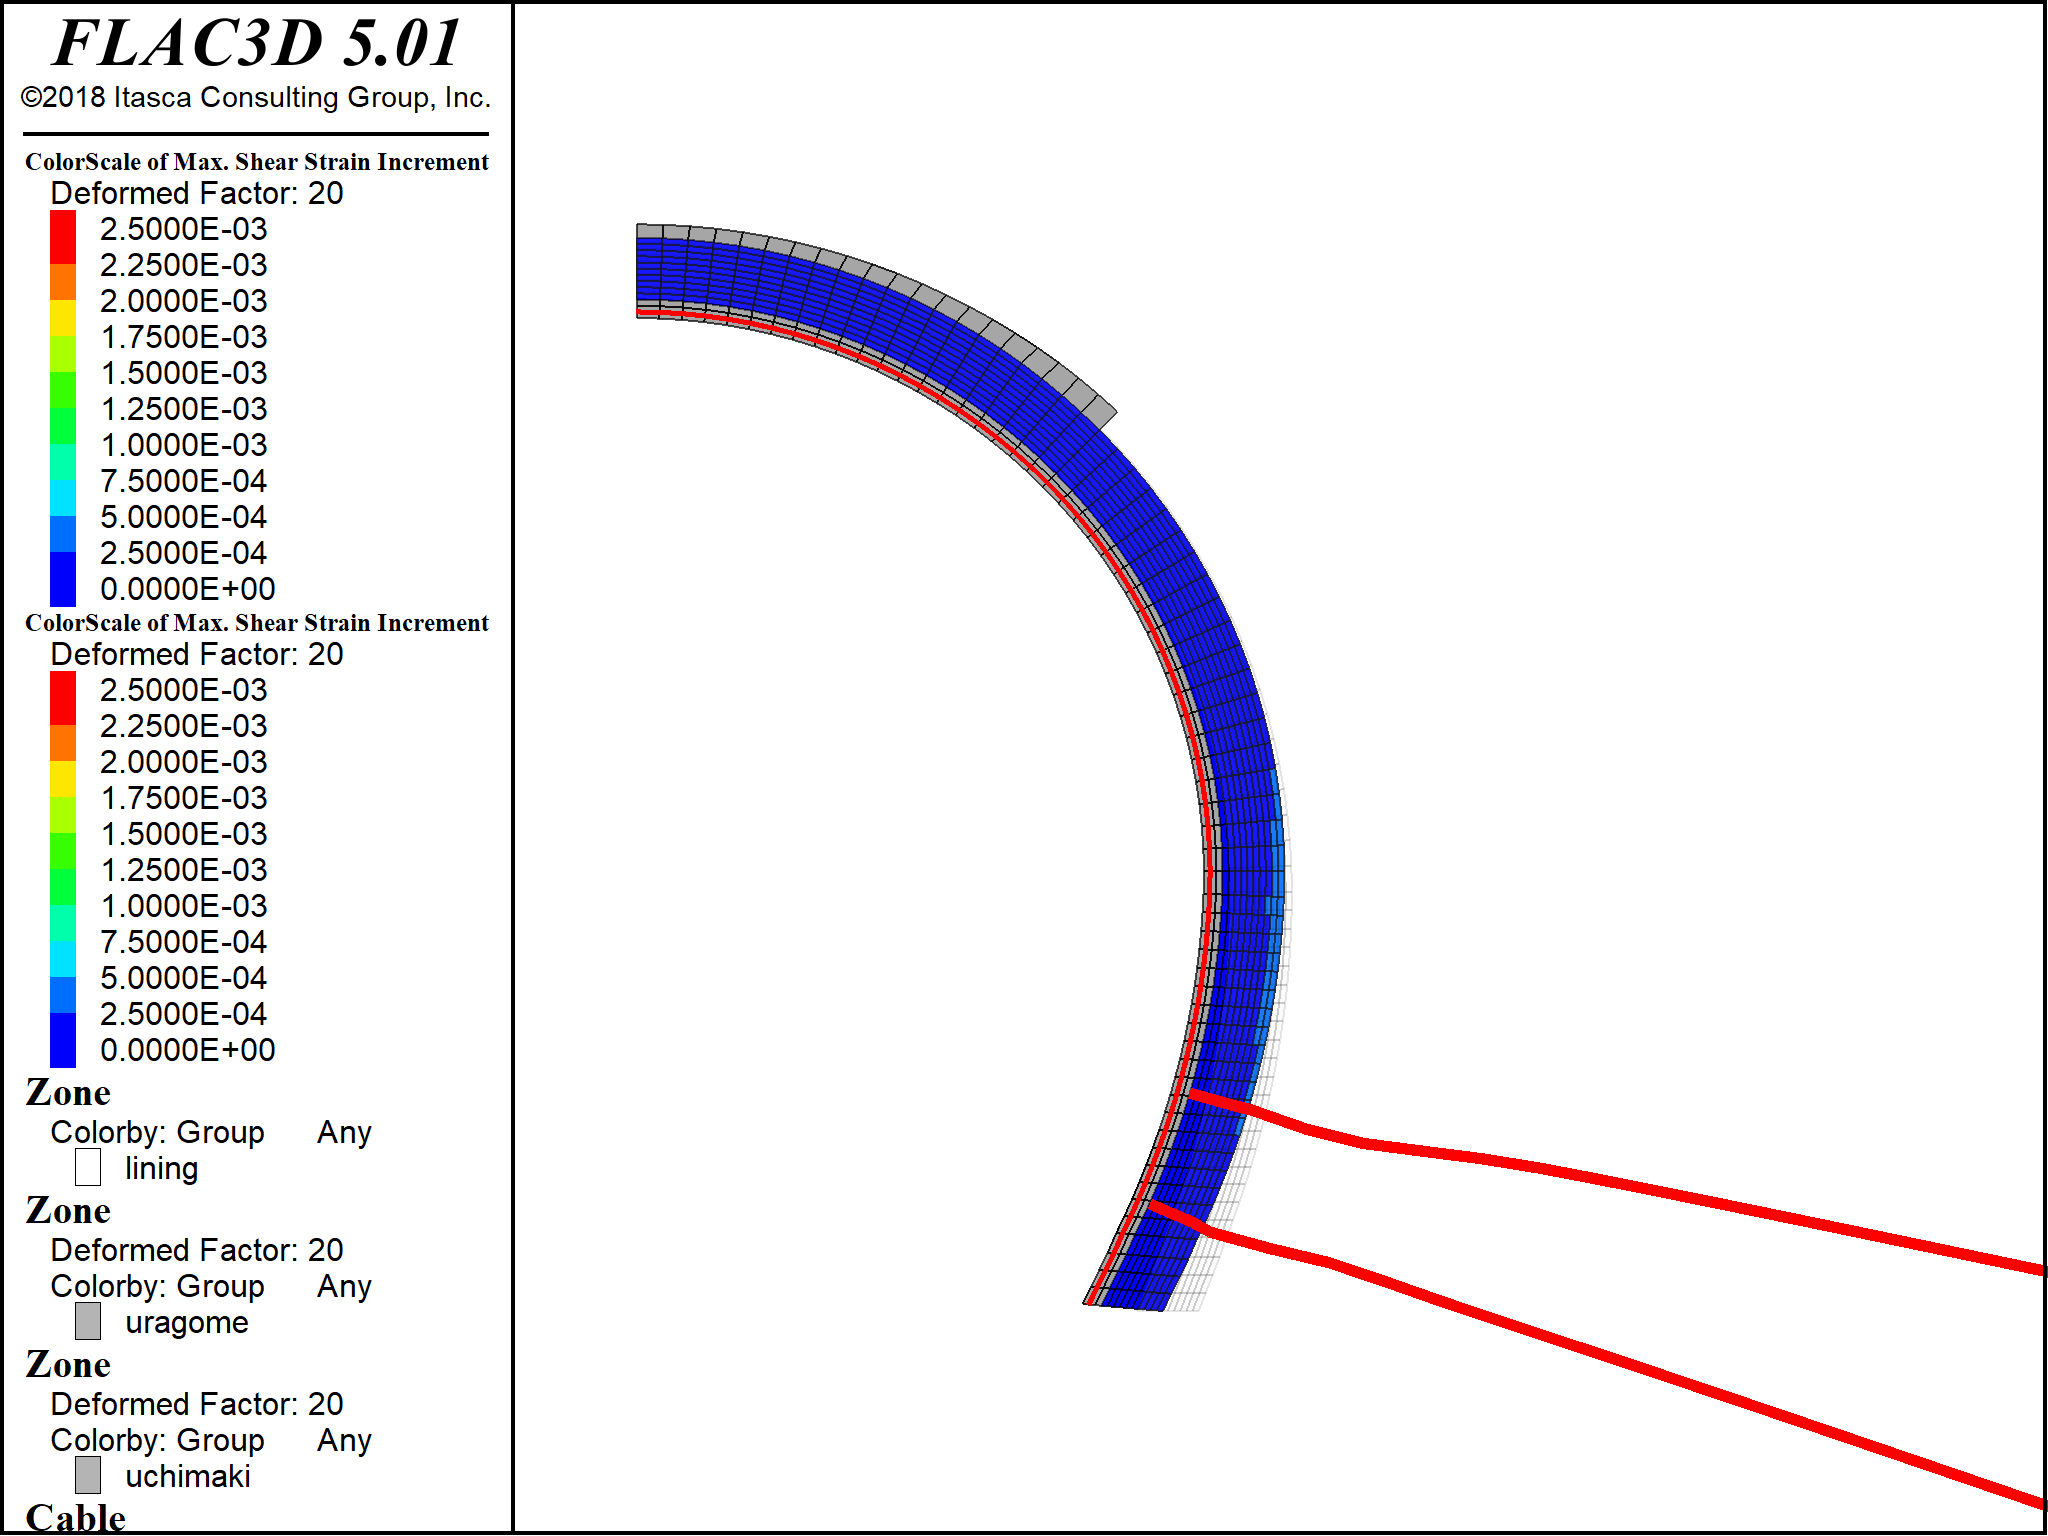 FLAC3D 5.01
©2018 Itasca Consulting Group, Inc.
ColorScale of Max. Shear Strain Increment
Deformed Factor: 20
2.5000E-03
2.2500E-03
2.0000E-03
1.7500E-03
1.5000E-03
1.2500E-03
1.0000E-03
7.5000E-04
5.0000E-04
2.5000E-04
0.0000E+00
ColorScale of Max. Shear Strain Increment
Deformed Factor: 20
2.5000E-03
2.2500E-03
2.0000E-03
1.7500E-03
1.5000E-03
1.2500E-03
1.0000E-03
7.5000E-04
5.0000E-04
2.5000E-04
0.0000E+00
Zone
Colorby: Group Any
lining
Zone
Deformed Factor: 20
Colorby: Group Any
uragome
Zone
Deformed Factor: 20
Colorby: Group Any
uchimaki
Cable